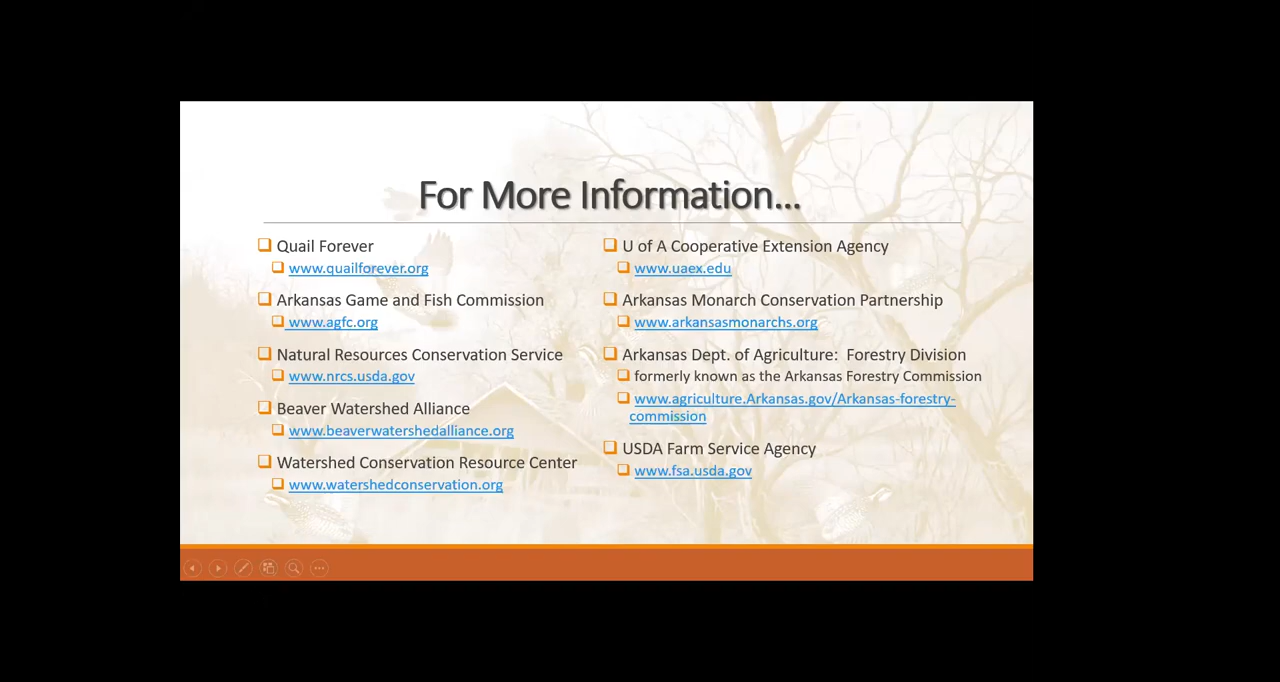 For More Information...
Quail Forever
www.quailforever.org
Arkansas Game and Fish Commission
www.agfc.org
Natural Resources Conservation Service
www.nrcs.usda.gov
Beaver Watershed Alliance
www.beaverwatershedalliance.org
Watershed Conservation Resource Center
www.watershedconservation.org
U of A Cooperative Extension Agency
www.uaex.edu
Arkansas Monarch Conservation Partnership
www.arkansasmonarchs.org
Arkansas Dept. of Agriculture: Forestry Division
formerly known as the Arkansas Forestry Commission
www.agriculture.Arkansas.gov/Arkansas-forestry-
commission
USDA Farm Service Agency
www.fsa.usda.gov